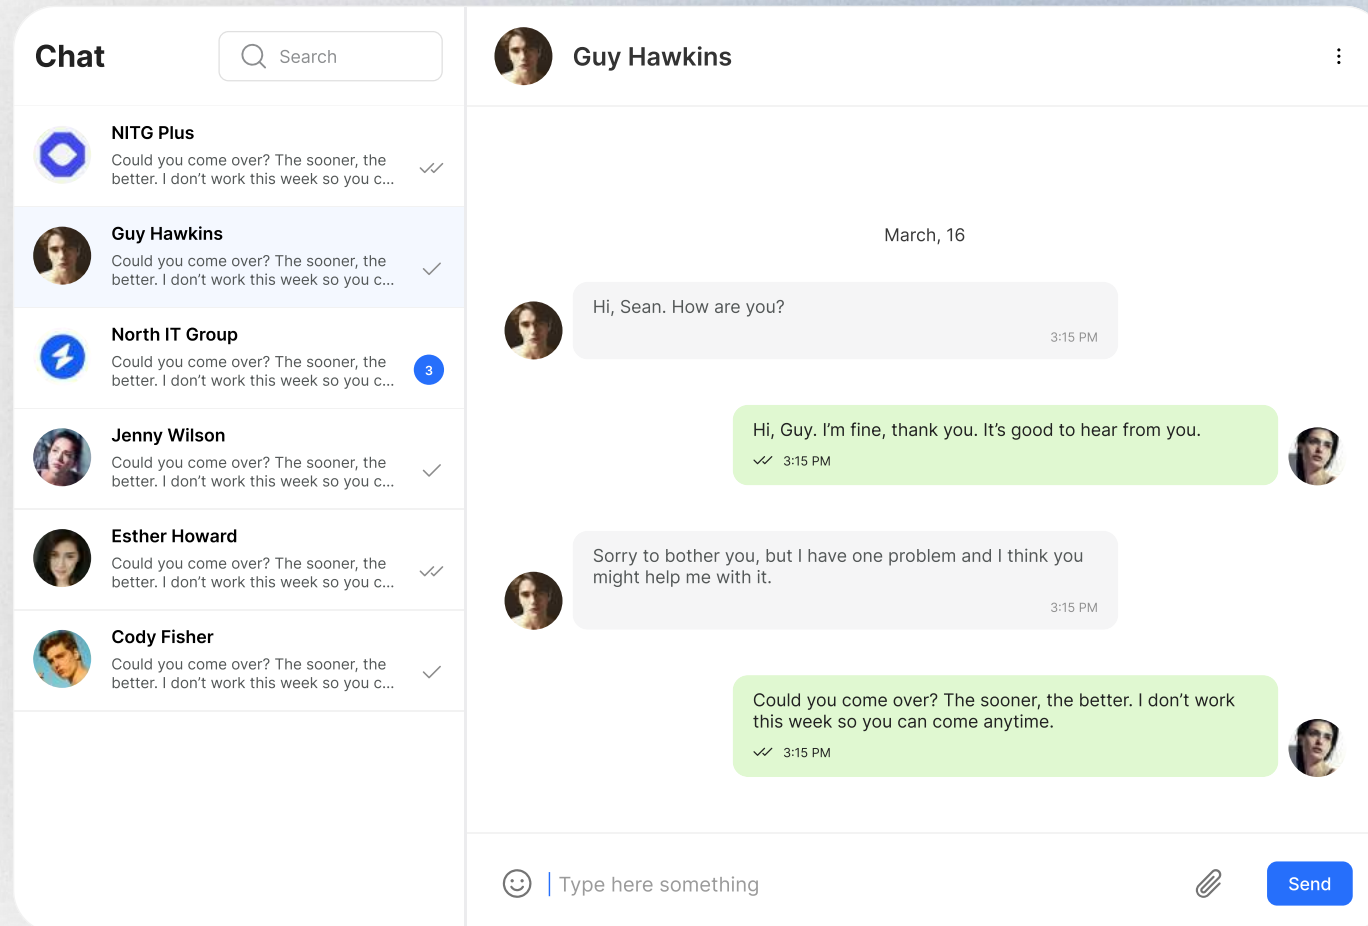 Chat
Search
NITG Plus
Could you come over? The sooner, the
better. I don’t work this week so you c...
Guy Hawkins
Could you come over? The sooner, the
better. I don’t work this week so you c...
North IT Group
Could you come over? The sooner, the
better. I don’t work this week so you c...
3
Jenny Wilson
Could you come over? The sooner, the
better. I don’t work this week so you c...
Esther Howard
Could you come over? The sooner, the
better. I don’t work this week so you c...
Cody Fisher
Could you come over? The sooner, the
better. I don’t work this week so you c...
Guy Hawkins
March, 16
Hi, Sean. How are you?
3:15 PM
Hi, Guy. I’m fine, thank you. It’s good to hear from you.
3:15 PM
Sorry to bother you, but I have one problem and I think you
might help me with it.
3:15 PM
Could you come over? The sooner, the better. I don’t work
this week so you can come anytime.
3:15 PM
Type here something
Send